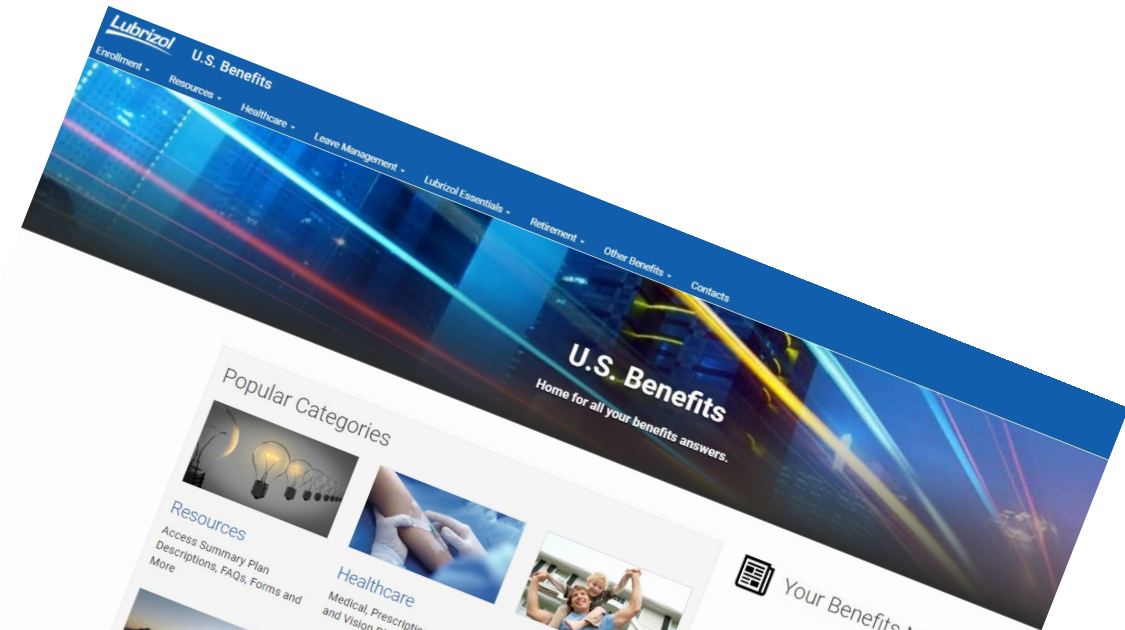 Lubrizol
U.S. Benefits
Enrollment
Resources
Healthcare
Leave Management
Lubrizol Essentials
Retirement
Other Benefits
Contacts
U.S. Benefits
Home for all your benefits answers.
Popular Categories
Resources
Access Summary Plan
Descriptions, FAQs, Forms and
More
Healthcare
Medical,
and Vision
Your Benefits